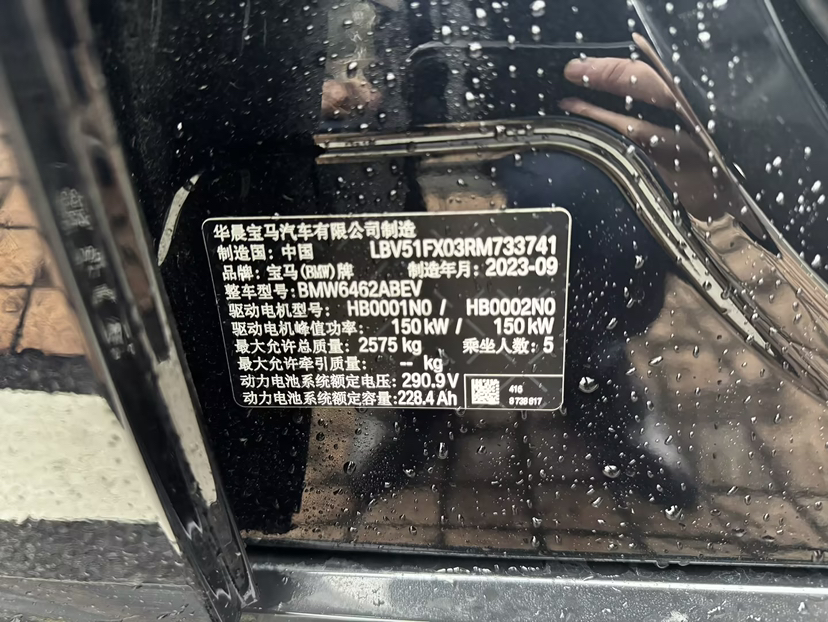 华晨宝马汽车有限公司制造
制造国：中国 LBV51FX03RM733741
品牌：宝马(BMW)牌 制造年月：2023-09
整车型号：BMW6462ABEV
驱动电机型号： HB0001N0 / HB0002N0
驱动电机峰值功率： 150 kW / 150 kW
最大允许总质量： 2575 kg 乘坐人数： 5
最大允许牵引质量： -- kg
动力电池系统额定电压：290.9 V
动力电池系统额定容量：228.4 Ah
416